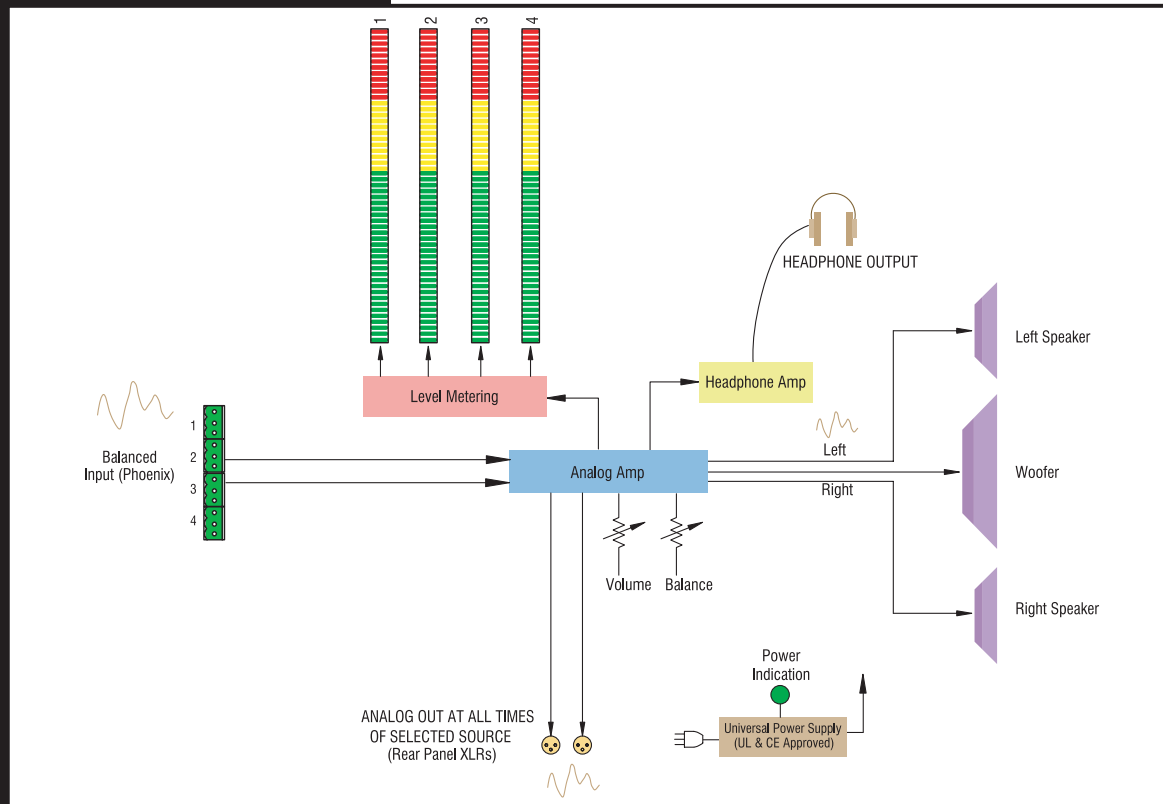 1 2 3 4
HEADPHONE OUTPUT
Left Speaker
Headphone Amp
Level Metering
1
Balanced
Input (Phoenix)
2
3
4
Analog Amp
Left
Right
Woofer
Volume
Balance
Right Speaker
Power
Indication
ANALOG OUT AT ALL TIMES
OF SELECTED SOURCE
(Rear Panel XLRs)
Universal Power Supply
(UL & CE Approved)